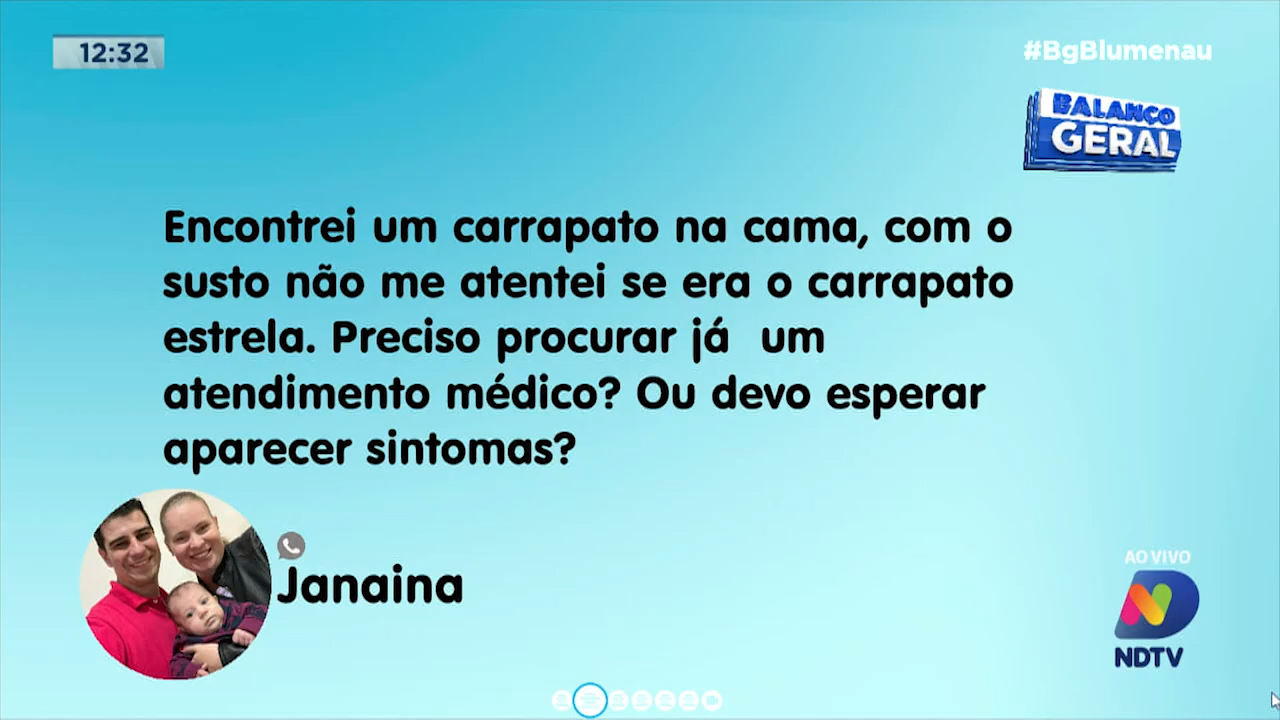 12:32
#BgBlumenau
BALANÇO
GERAL
Encontrei um carrapato na cama, com o
susto não me atentei se era o carrapato
estrela. Preciso procurar já  um
atendimento médico? Ou devo esperar
aparecer sintomas?
Janaina
AO VIVO
NDTV